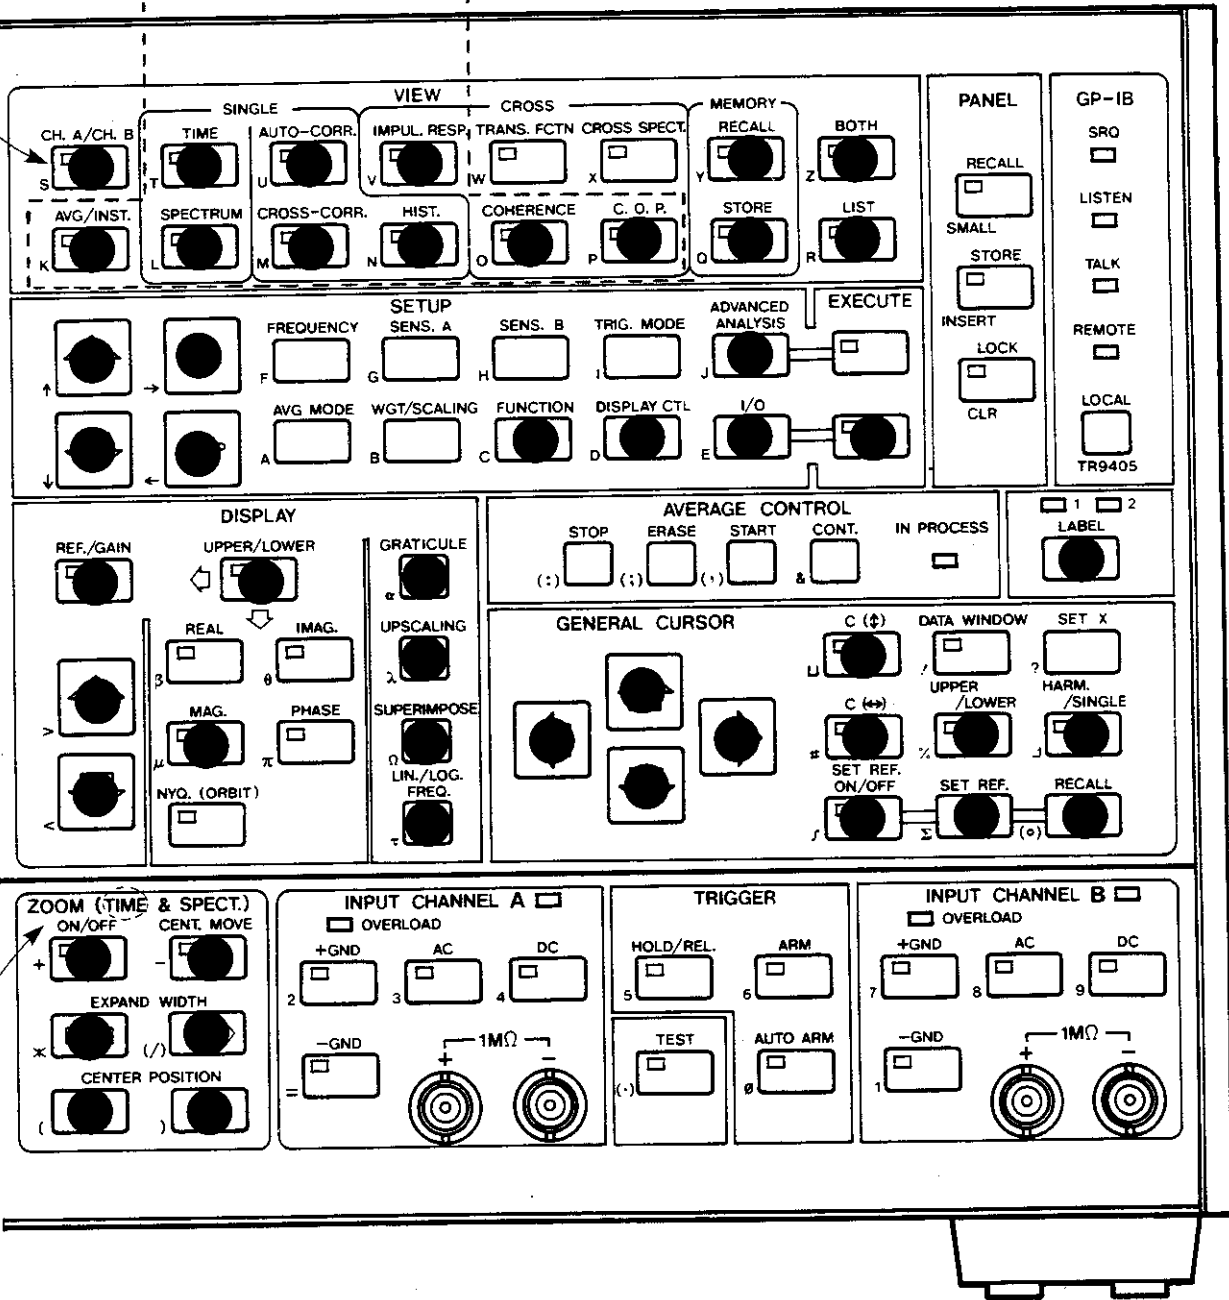 VIEW
SINGLE CROSS MEMORY
CH. A/CH. B TIME AUTO-CORR. IMPUL. RESP. TRANS. FCTN CROSS SPECT. RECALL BOTH
S T U V W X Y Z
AVG/INST. SPECTRUM CROSS-CORR. HIST. COHERENCE C. O. P. STORE LIST
K L M N O P Q R
PANEL
RECALL
SMALL
STORE
INSERT
LOCK
CLR
GP-IB
SRQ
LISTEN
TALK
REMOTE
LOCAL
TR9405
SETUP
EXECUTE
FREQUENCY SENS. A SENS. B TRIG. MODE ADVANCED
ANALYSIS
↑ → F G H I J
AVG MODE WGT/SCALING FUNCTION DISPLAY CTL I/O
↓ ← A B C D E
DISPLAY
REF./GAIN UPPER/LOWER GRATICULE
α
REAL IMAG. UPSCALING
β θ λ
MAG. PHASE SUPERIMPOSE
> μ π Ω
NYQ. (ORBIT) LIN./LOG.
FREQ.
< τ
AVERAGE CONTROL
STOP ERASE START CONT. IN PROCESS
(:) (;) (,) &
1 2
LABEL
GENERAL CURSOR
C (↕) DATA WINDOW SET X
⊔ ! ?
C (↔) UPPER
/LOWER HARM.
/SINGLE
# % ┘
SET REF.
ON/OFF SET REF. RECALL
∫ Σ (°)
ZOOM (TIME & SPECT.)
ON/OFF CENT. MOVE
+ -
EXPAND WIDTH
* (/)
CENTER POSITION
( )
INPUT CHANNEL A
OVERLOAD
+GND AC DC
2 3 4
-GND 1MΩ
= + -
TRIGGER
HOLD/REL. ARM
5 6
TEST AUTO ARM
(·) Ø
INPUT CHANNEL B
OVERLOAD
+GND AC DC
7 8 9
-GND 1MΩ
1 + -